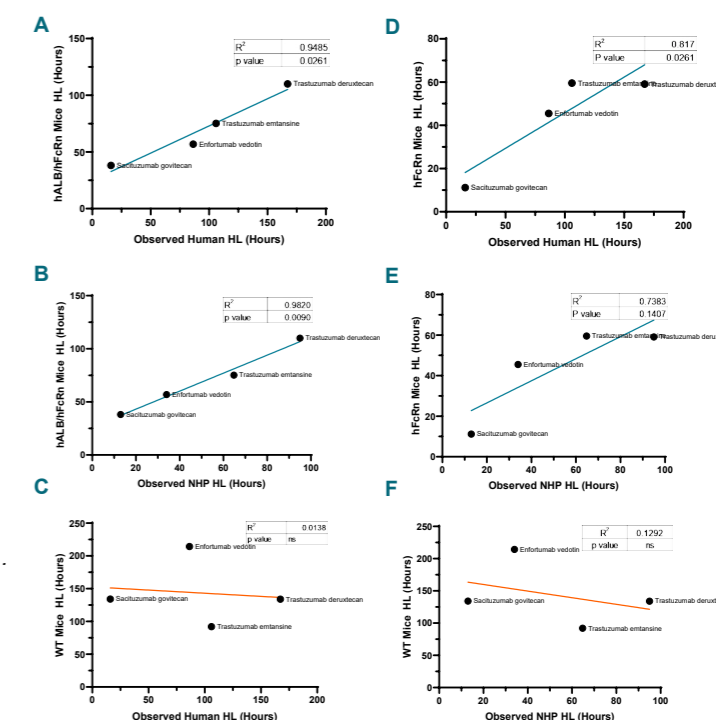 A
hALB/hFcRn Mice HL (Hours)
150
100
50
0
R² 0.9485
p value 0.0261
Trastuzumab deruxtecan
Trastuzumab emtansine
Enfortumab vedotin
Sacituzumab govitecan
0 50 100 150 200
Observed Human HL (Hours)
D
hFcRn Mice HL (Hours)
80
60
40
20
0
R² 0.817
P value 0.0261
Trastuzumab emtansine
Trastuzumab deruxt
Enfortumab vedotin
Sacituzumab govitecan
0 50 100 150 200
Observed Human HL (Hours)
B
hALB/hFcRn Mice HL (Hours)
150
100
50
0
R² 0.9820
p value 0.0090
Trastuzumab deruxtecan
Trastuzumab emtansine
Enfortumab vedotin
Sacituzumab govitecan
0 20 40 60 80 100
Observed NHP HL (Hours)
E
hFcRn Mice HL (Hours)
80
60
40
20
0
R² 0.7383
P value 0.1407
Trastuzumab emtansine
Trastuzumab deru
Enfortumab vedotin
Sacituzumab govitecan
0 20 40 60 80 100
Observed NHP HL (Hours)
C
WT Mice HL (Hours)
250
200
150
100
50
0
R² 0.0138
p value ns
Enfortumab vedotin
Sacituzumab govitecan
Trastuzumab deruxtecan
Trastuzumab emtansine
0 50 100 150 200
Observed Human HL (Hours)
F
WT Mice HL (Hours)
250
200
150
100
50
0
R² 0.1292
p value ns
Enfortumab vedotin
Sacituzumab govitecan
Trastuzumab deruxt
Trastuzumab emtansine
0 20 40 60 80 100
Observed NHP HL (Hours)